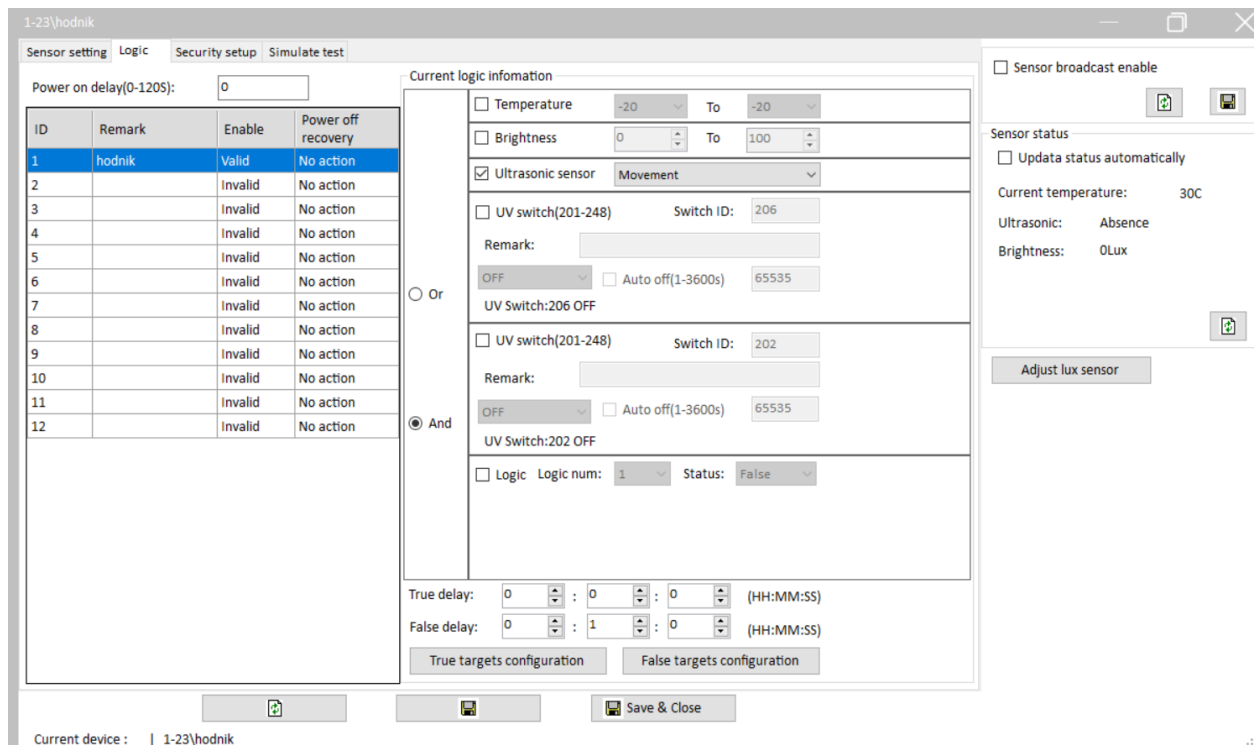 1-23\hodnik
Sensor setting Logic Security setup Simulate test
Power on delay(0-120S): 0
ID Remark Enable Power off recovery
1 hodnik Valid No action
2 Invalid No action
3 Invalid No action
4 Invalid No action
5 Invalid No action
6 Invalid No action
7 Invalid No action
8 Invalid No action
9 Invalid No action
10 Invalid No action
11 Invalid No action
12 Invalid No action
Current logic infomation
Or
And
Temperature -20 To -20
Brightness 0 To 100
Ultrasonic sensor Movement
UV switch(201-248) Switch ID: 206
Remark:
OFF Auto off(1-3600s) 65535
UV Switch:206 OFF
UV switch(201-248) Switch ID: 202
Remark:
OFF Auto off(1-3600s) 65535
UV Switch:202 OFF
Logic Logic num: 1 Status: False
True delay: 0 : 0 : 0 (HH:MM:SS)
False delay: 0 : 1 : 0 (HH:MM:SS)
True targets configuration False targets configuration
Sensor broadcast enable
Sensor status
Updata status automatically
Current temperature: 30C
Ultrasonic: Absence
Brightness: 0Lux
Adjust lux sensor
Save & Close
Current device : | 1-23\hodnik